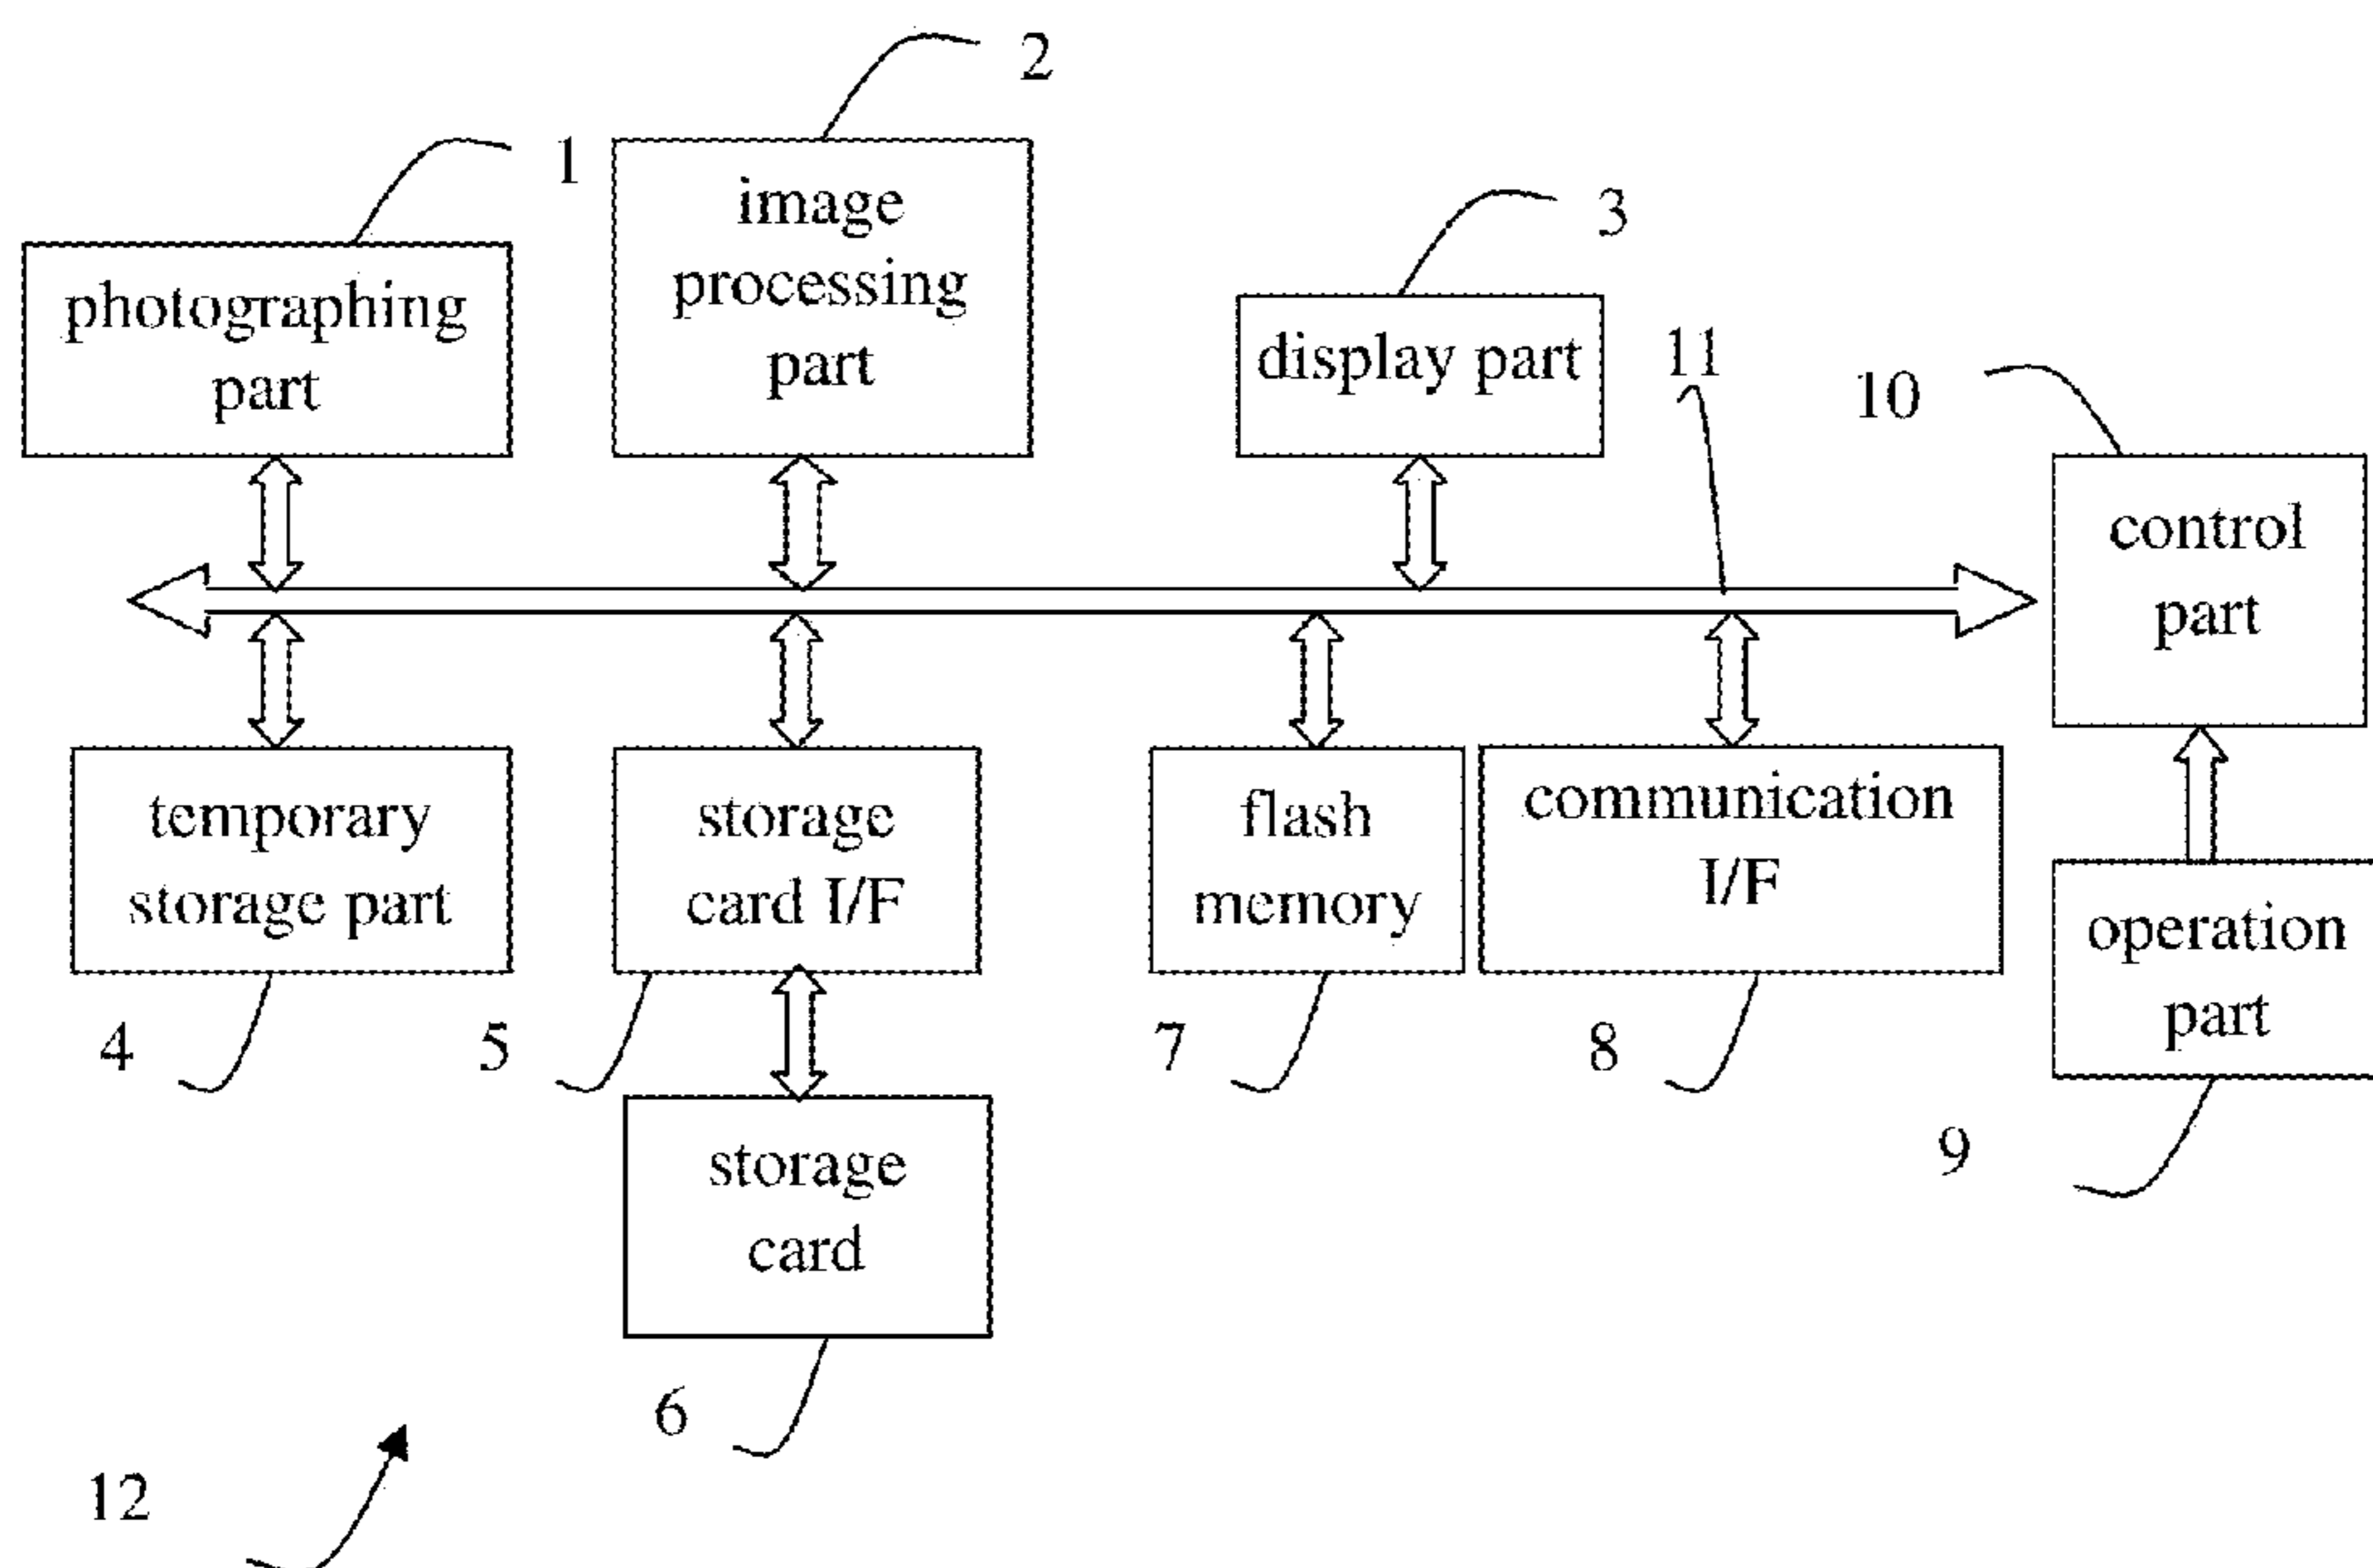 2
1
image
processing
part
3
photographing
part
display part
11
10
control
part
temporary
storage part
storage
card I/F
flash
memory
communication
I/F
operation
part
4
5
7
8
9
storage
card
6
12